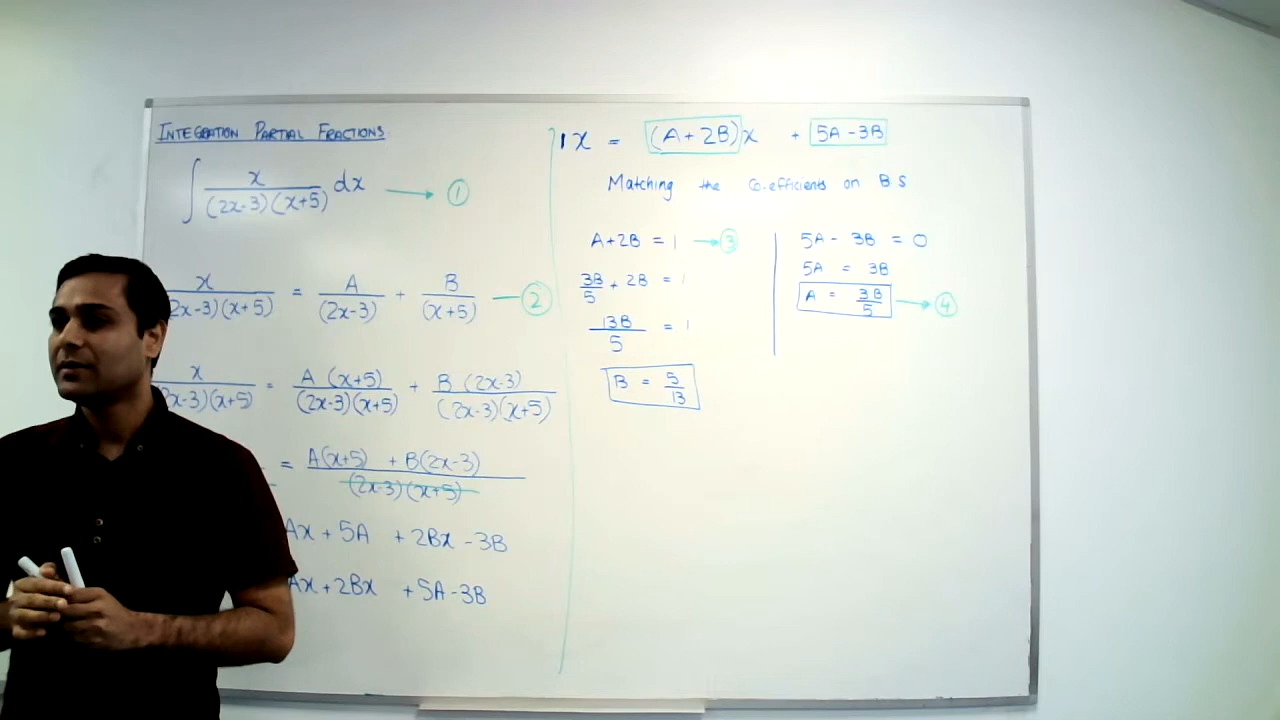 INTEGRATION PARTIAL FRACTIONS.
∫ x / (2x-3)(x+5) dx → ①
x / (2x-3)(x+5) = A / (2x-3) + B / (x+5) — ②
x / (2x-3)(x+5) = A (x+5) / (2x-3)(x+5) + B (2x-3) / (2x-3)(x+5)
= A(x+5) + B(2x-3) / (2x-3)(x+5)
Ax + 5A + 2Bx - 3B
Ax + 2Bx + 5A - 3B
1x = (A+2B)x + 5A-3B
Matching the Co.efficients on B S
A+2B = 1 → ③
3B/5 + 2B = 1
13B / 5 = 1
B = 5/13
5A - 3B = 0
5A = 3B
A = 3B/5 → ④